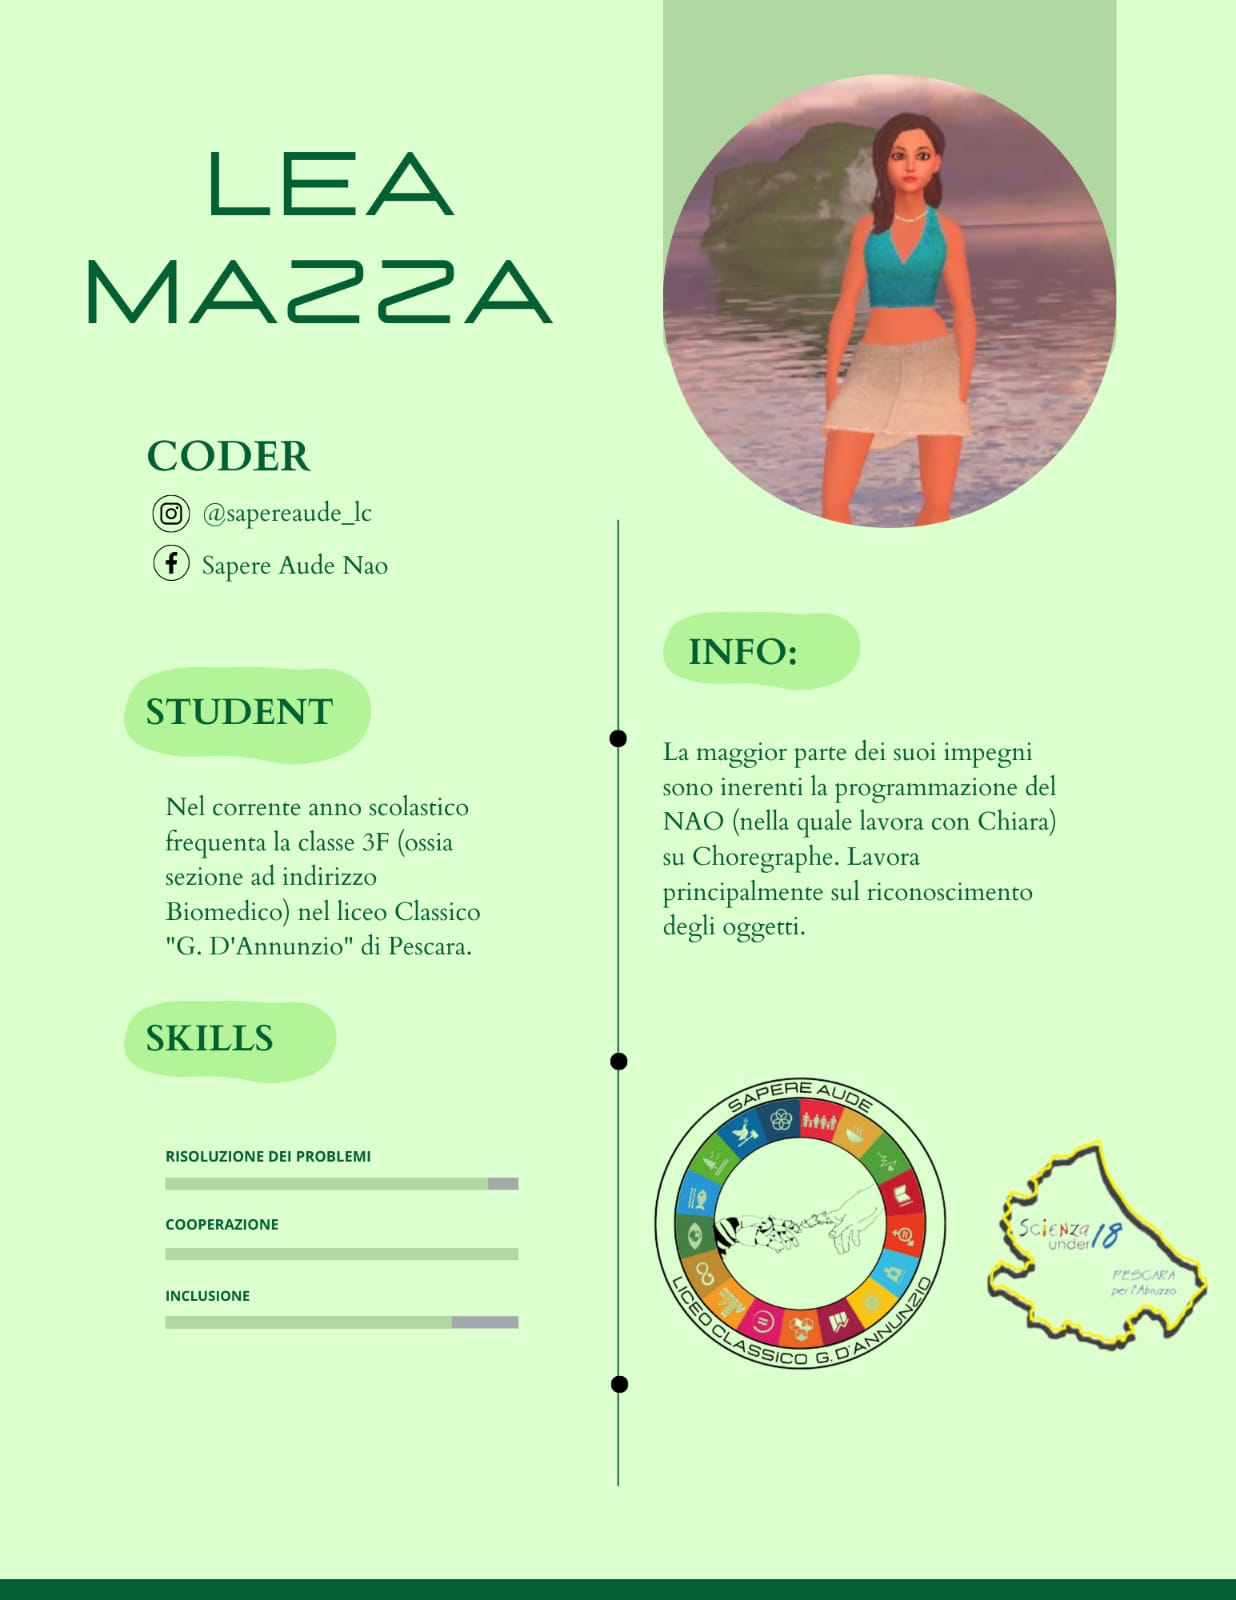 LEA
MAZZA
CODER
@sapereaude_lc
Sapere Aude Nao
STUDENT
Nel corrente anno scolastico
frequenta la classe 3F (ossia
sezione ad indirizzo
Biomedico) nel liceo Classico
"G. D'Annunzio" di Pescara.
SKILLS
RISOLUZIONE DEI PROBLEMI
COOPERAZIONE
INCLUSIONE
INFO:
La maggior parte dei suoi impegni
sono inerenti la programmazione del
NAO (nella quale lavora con Chiara)
su Choregraphe. Lavora
principalmente sul riconoscimento
degli oggetti.
SAPERE AUDE
LICEO CLASSICO G. D'ANNUNZIO
Scienza
under 18
PESCARA
per l'Abruzzo